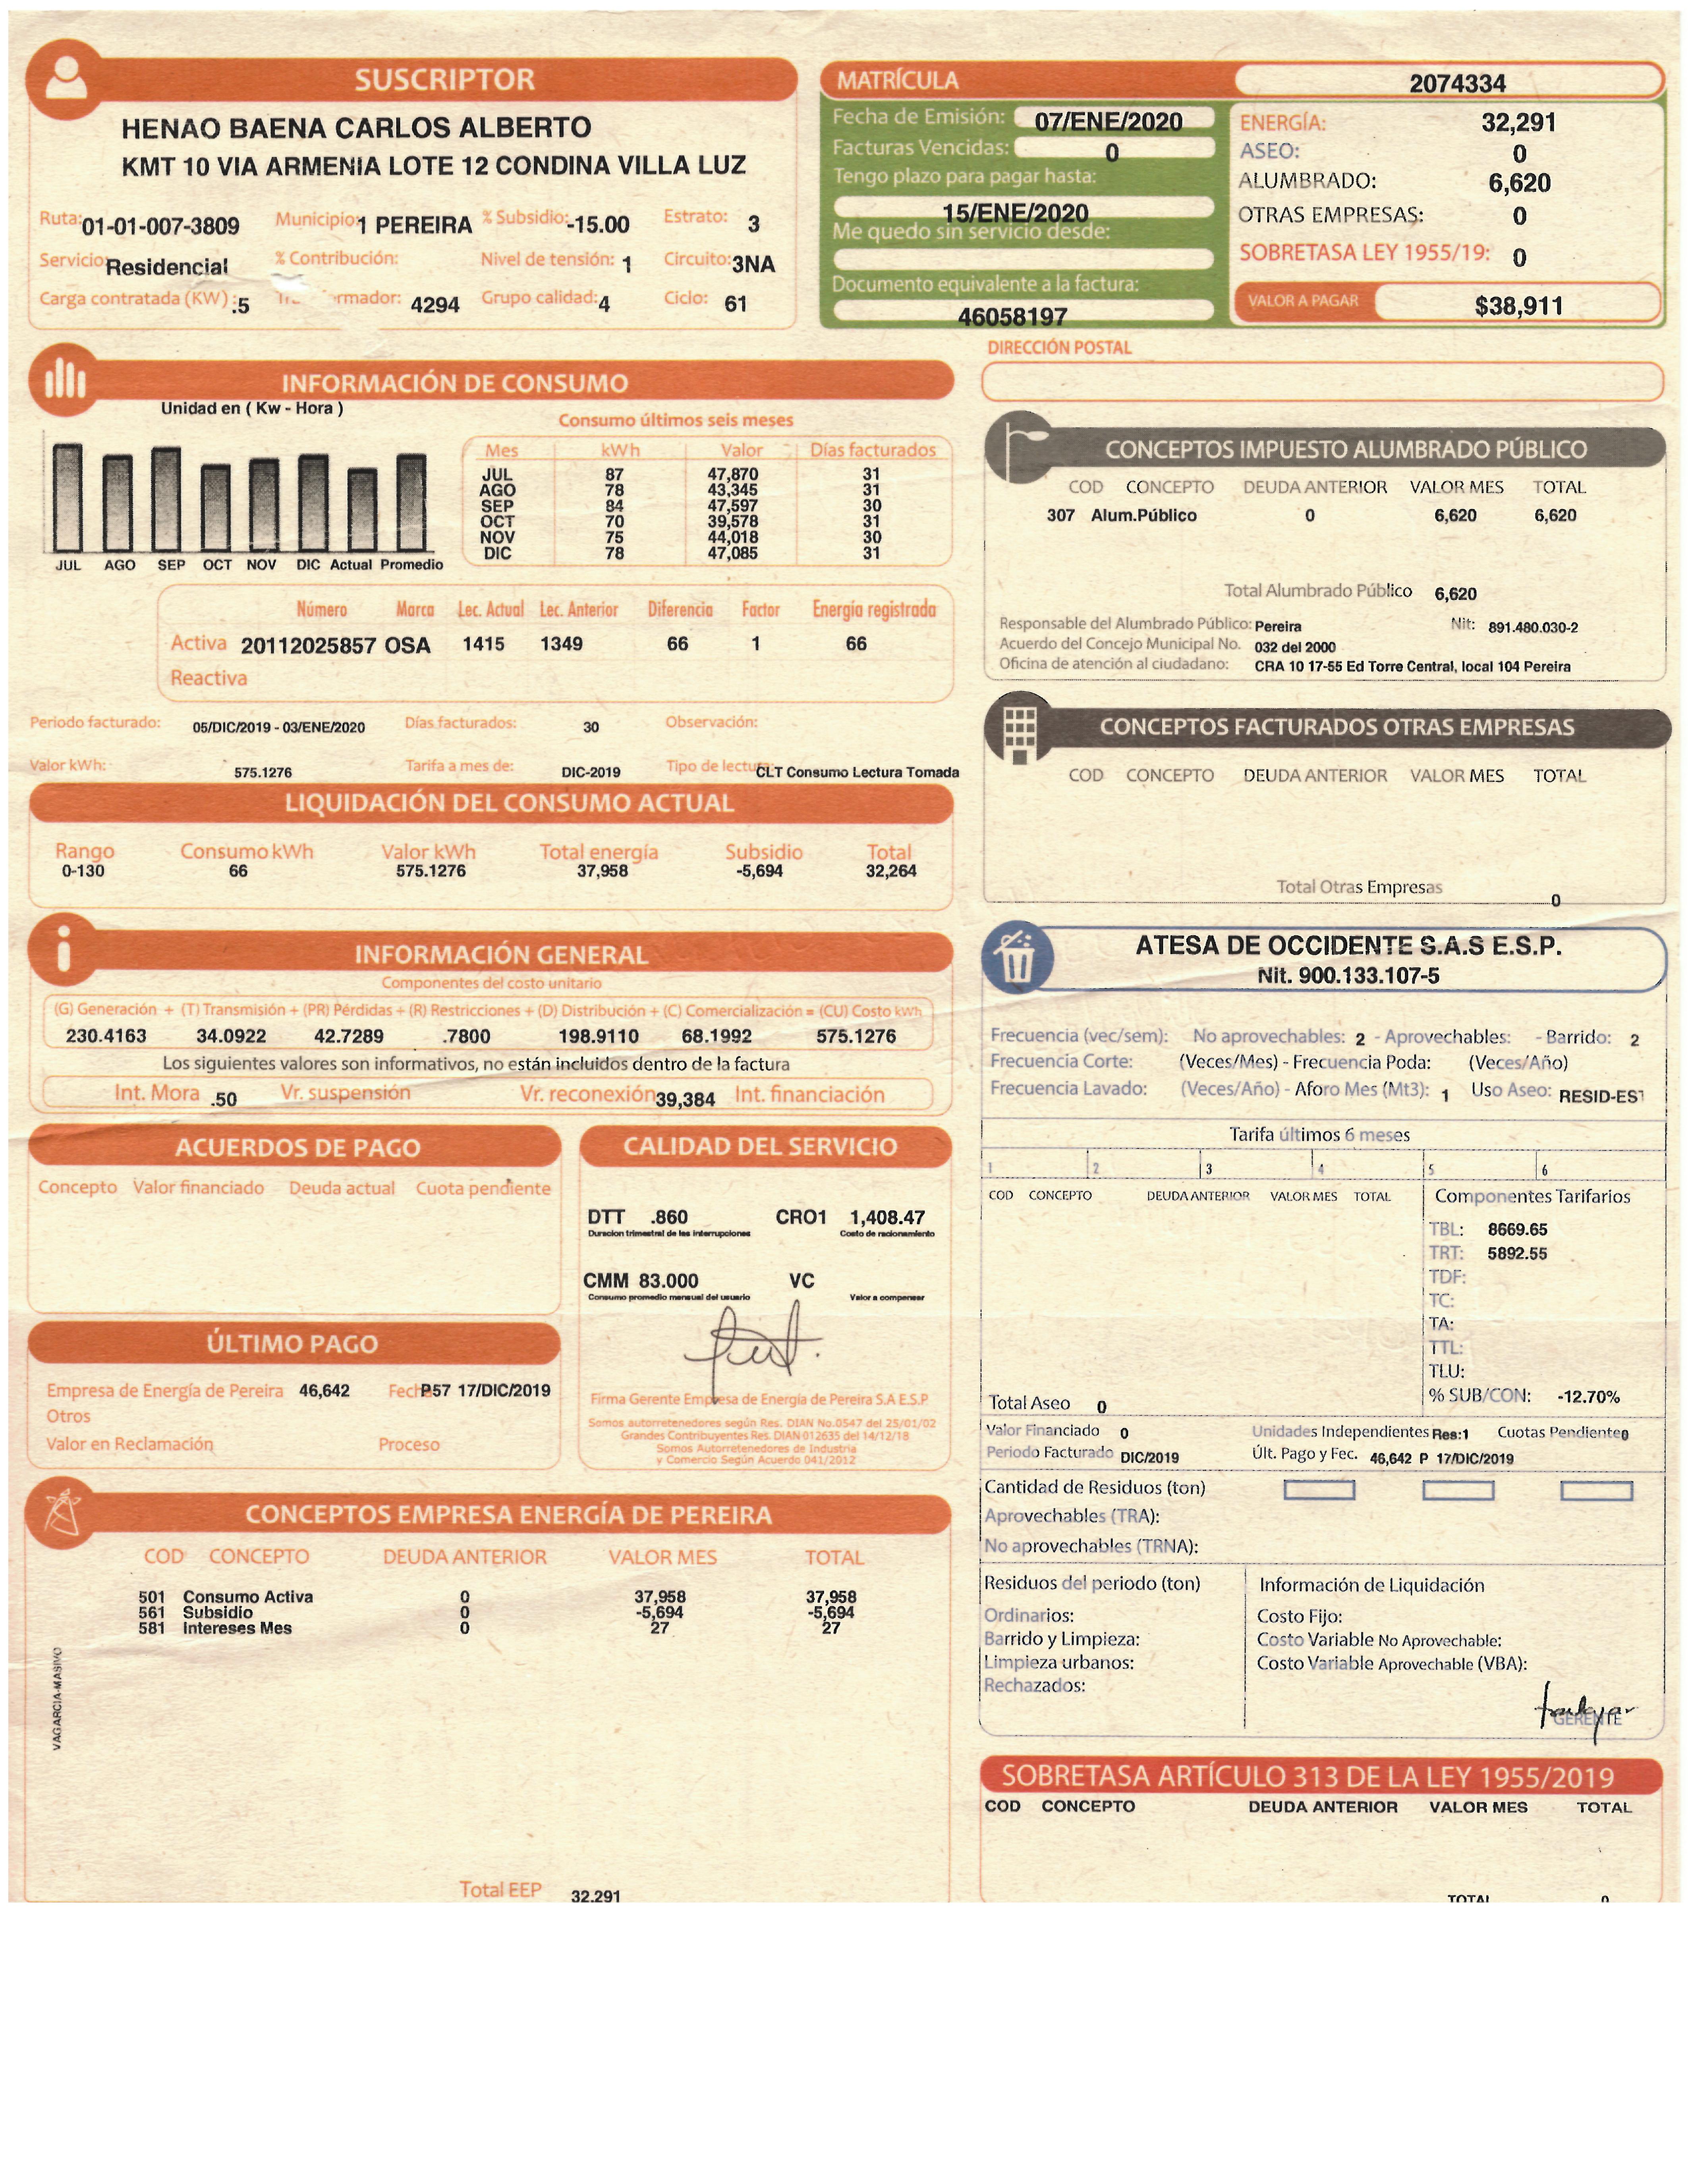 SUSCRIPTOR
HENAO BAENA CARLOS ALBERTO
KMT 10 VIA ARMENIA LOTE 12 CONDINA VILLA LUZ
Ruta: 01-01-007-3809 Municipio: 1 PEREIRA % Subsidio: -15.00 Estrato: 3
Servicio: Residencial % Contribución: Nivel de tensión: 1 Circuito: 3NA
Carga contratada (KW) : .5 rmador: 4294 Grupo calidad: 4 Ciclo: 61
MATRÍCULA 2074334
Fecha de Emisión: 07/ENE/2020
Facturas Vencidas: 0
Tengo plazo para pagar hasta:
15/ENE/2020
Me quedo sin servicio desde:
Documento equivalente a la factura:
46058197
ENERGÍA: 32,291
ASEO: 0
ALUMBRADO: 6,620
OTRAS EMPRESAS: 0
SOBRETASA LEY 1955/19: 0
VALOR A PAGAR $38,911
DIRECCIÓN POSTAL
INFORMACIÓN DE CONSUMO
Unidad en ( Kw - Hora )
JUL AGO SEP OCT NOV DIC Actual Promedio
Consumo últimos seis meses
Mes kWh Valor Días facturados
JUL 87 47,870 31
AGO 78 43,345 31
SEP 84 47,597 30
OCT 70 39,578 31
NOV 75 44,018 30
DIC 78 47,085 31
Número Marca Lec. Actual Lec. Anterior Diferencia Factor Energía registrada
Activa 20112025857 OSA 1415 1349 66 1 66
Reactiva
Periodo facturado: 05/DIC/2019 - 03/ENE/2020 Días facturados: 30 Observación:
Valor kWh: 575.1276 Tarifa a mes de: DIC-2019 Tipo de lectura: CLT Consumo Lectura Tomada
LIQUIDACIÓN DEL CONSUMO ACTUAL
Rango Consumo kWh Valor kWh Total energía Subsidio Total
0-130 66 575.1276 37,958 -5,694 32,264
INFORMACIÓN GENERAL
Componentes del costo unitario
(G) Generación + (T) Transmisión + (PR) Pérdidas + (R) Restricciones + (D) Distribución + (C) Comercialización = (CU) Costo kWh
230.4163 34.0922 42.7289 .7800 198.9110 68.1992 575.1276
Los siguientes valores son informativos, no están incluidos dentro de la factura
Int. Mora .50 Vr. suspensión Vr. reconexión 39,384 Int. financiación
ACUERDOS DE PAGO
Concepto Valor financiado Deuda actual Cuota pendiente
ÚLTIMO PAGO
Empresa de Energía de Pereira 46,642 Fecha P57 17/DIC/2019
Otros
Valor en Reclamación Proceso
CALIDAD DEL SERVICIO
DTT .860 CRO1 1,408.47
Duracion trimestral de las interrupciones Costo de racionamiento
CMM 83.000 VC
Consumo promedio mensual del usuario Valor a compensar
Firma Gerente Empresa de Energía de Pereira S.A E.S.P
Somos autorretenedores según Res. DIAN No.0547 del 25/01/02
Grandes Contribuyentes Res. DIAN 012635 del 14/12/18
Somos Autorretenedores de Industria
y Comercio Según Acuerdo 041/2012
CONCEPTOS EMPRESA ENERGÍA DE PEREIRA
COD CONCEPTO DEUDA ANTERIOR VALOR MES TOTAL
501 Consumo Activa 0 37,958 37,958
561 Subsidio 0 -5,694 -5,694
581 Intereses Mes 0 27 27
VAGARCIA-MASIVO
Total EEP 32.291
CONCEPTOS IMPUESTO ALUMBRADO PÚBLICO
COD CONCEPTO DEUDA ANTERIOR VALOR MES TOTAL
307 Alum.Público 0 6,620 6,620
Total Alumbrado Público 6,620
Responsable del Alumbrado Público: Pereira Nit: 891.480.030-2
Acuerdo del Concejo Municipal No. 032 del 2000
Oficina de atención al ciudadano: CRA 10 17-55 Ed Torre Central, local 104 Pereira
CONCEPTOS FACTURADOS OTRAS EMPRESAS
COD CONCEPTO DEUDA ANTERIOR VALOR MES TOTAL
Total Otras Empresas 0
ATESA DE OCCIDENTE S.A.S E.S.P.
Nit. 900.133.107-5
Frecuencia (vec/sem): No aprovechables: 2 - Aprovechables: - Barrido: 2
Frecuencia Corte: (Veces/Mes) - Frecuencia Poda: (Veces/Año)
Frecuencia Lavado: (Veces/Año) - Aforo Mes (Mt3): 1 Uso Aseo: RESID-EST
Tarifa últimos 6 meses
1 2 3 4 5 6
COD CONCEPTO DEUDA ANTERIOR VALOR MES TOTAL Componentes Tarifarios
TBL: 8669.65
TRT: 5892.55
TDF:
TC:
TA:
TTL:
TLU:
Total Aseo 0 % SUB/CON: -12.70%
Valor Financiado 0 Unidades Independientes Res:1 Cuotas Pendientes 0
Periodo Facturado DIC/2019 Últ. Pago y Fec. 46,642 P 17/DIC/2019
Cantidad de Residuos (ton)
Aprovechables (TRA):
No aprovechables (TRNA):
Residuos del periodo (ton) Información de Liquidación
Ordinarios: Costo Fijo:
Barrido y Limpieza: Costo Variable No Aprovechable:
Limpieza urbanos: Costo Variable Aprovechable (VBA):
Rechazados:
GERENTE
SOBRETASA ARTÍCULO 313 DE LA LEY 1955/2019
COD CONCEPTO DEUDA ANTERIOR VALOR MES TOTAL
TOTAL 0